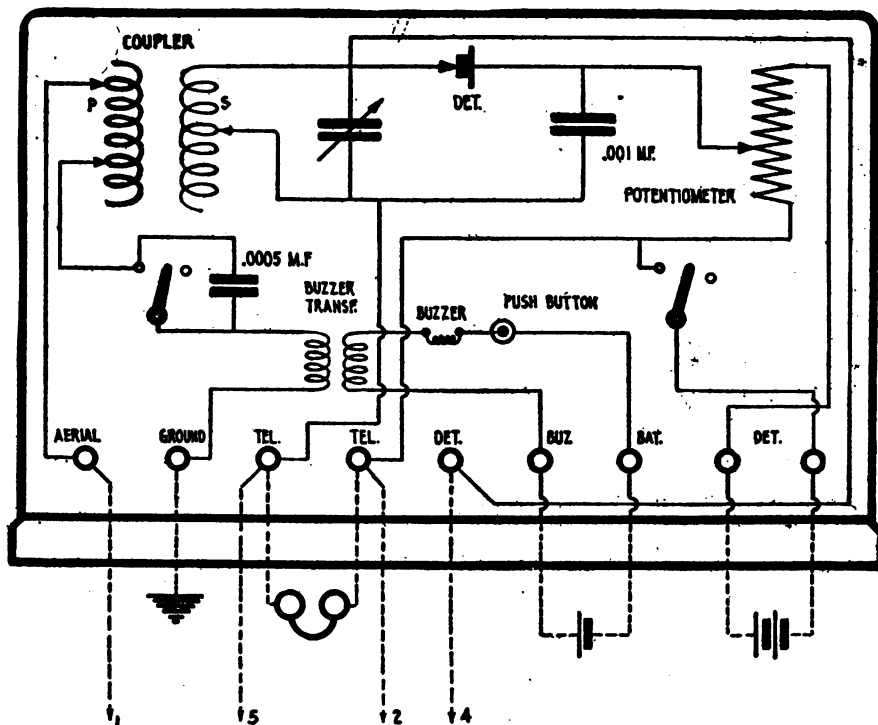 COUPLER
P
S
DET.
.001 M.F.
POTENTIOMETER
.0005 M.F
BUZZER
TRANSF.
BUZZER
PUSH BUTTON
AERIAL
GROUND
TEL.
TEL.
DET.
BUZ
BAT.
DET.
1
5
2
4